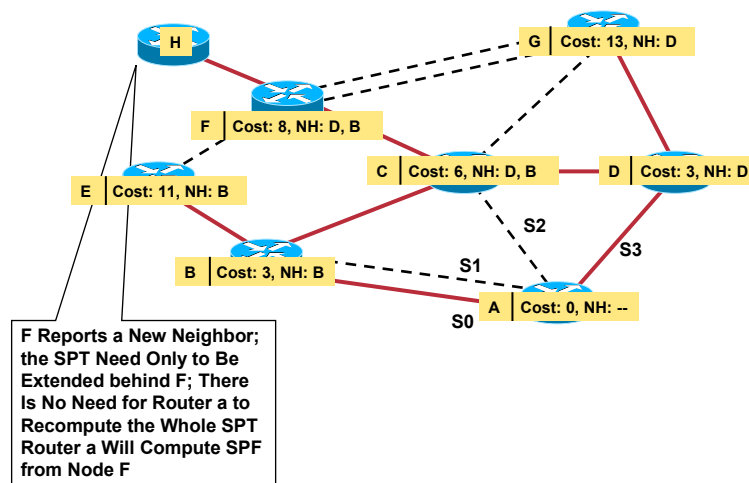 H
G Cost: 13, NH: D
F Cost: 8, NH: D, B
E Cost: 11, NH: B
C Cost: 6, NH: D, B
D Cost: 3, NH: D
S2
S3
B Cost: 3, NH: B
S1
A Cost: 0, NH: --
S0
F Reports a New Neighbor;
the SPT Need Only to Be
Extended behind F; There
Is No Need for Router a to
Recompute the Whole SPT
Router a Will Compute SPF
from Node F